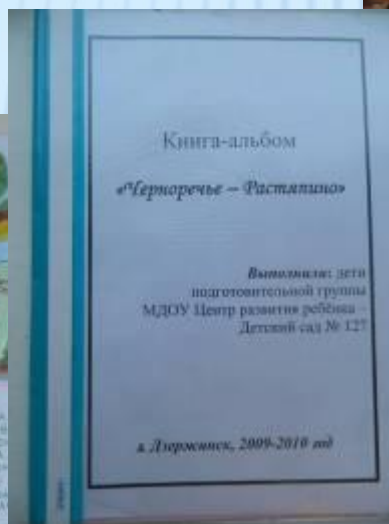 Книга-альбом
«Черноречье – Растяпино»
Выполнили: дети
подготовительной группы
МДОУ Центр развития ребёнка –
Детский сад № 127
г. Дзержинск, 2009-2010 год